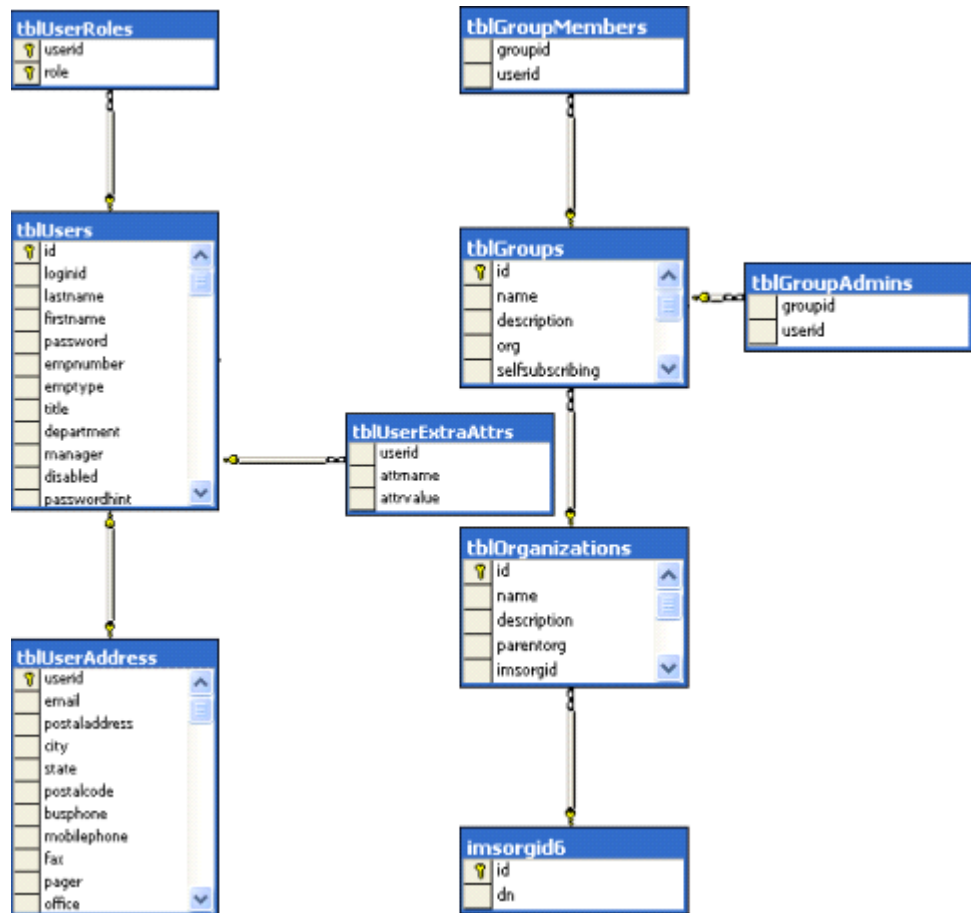 tblUserRoles
userid
role
tblGroupMembers
groupid
userid
tblUsers
id
loginid
lastname
firstname
password
empnumber
emptype
title
department
manager
disabled
passwordhint
tblGroups
id
name
description
org
selfsubscribing
tblGroupAdmins
groupid
userid
tblUserExtraAttrs
userid
attrname
attrvalue
tblOrganizations
id
name
description
parentorg
imsorgid
tblUserAddress
userid
email
postaladdress
city
state
postalcode
busphone
mobilephone
fax
pager
office
imsorgid6
id
dn